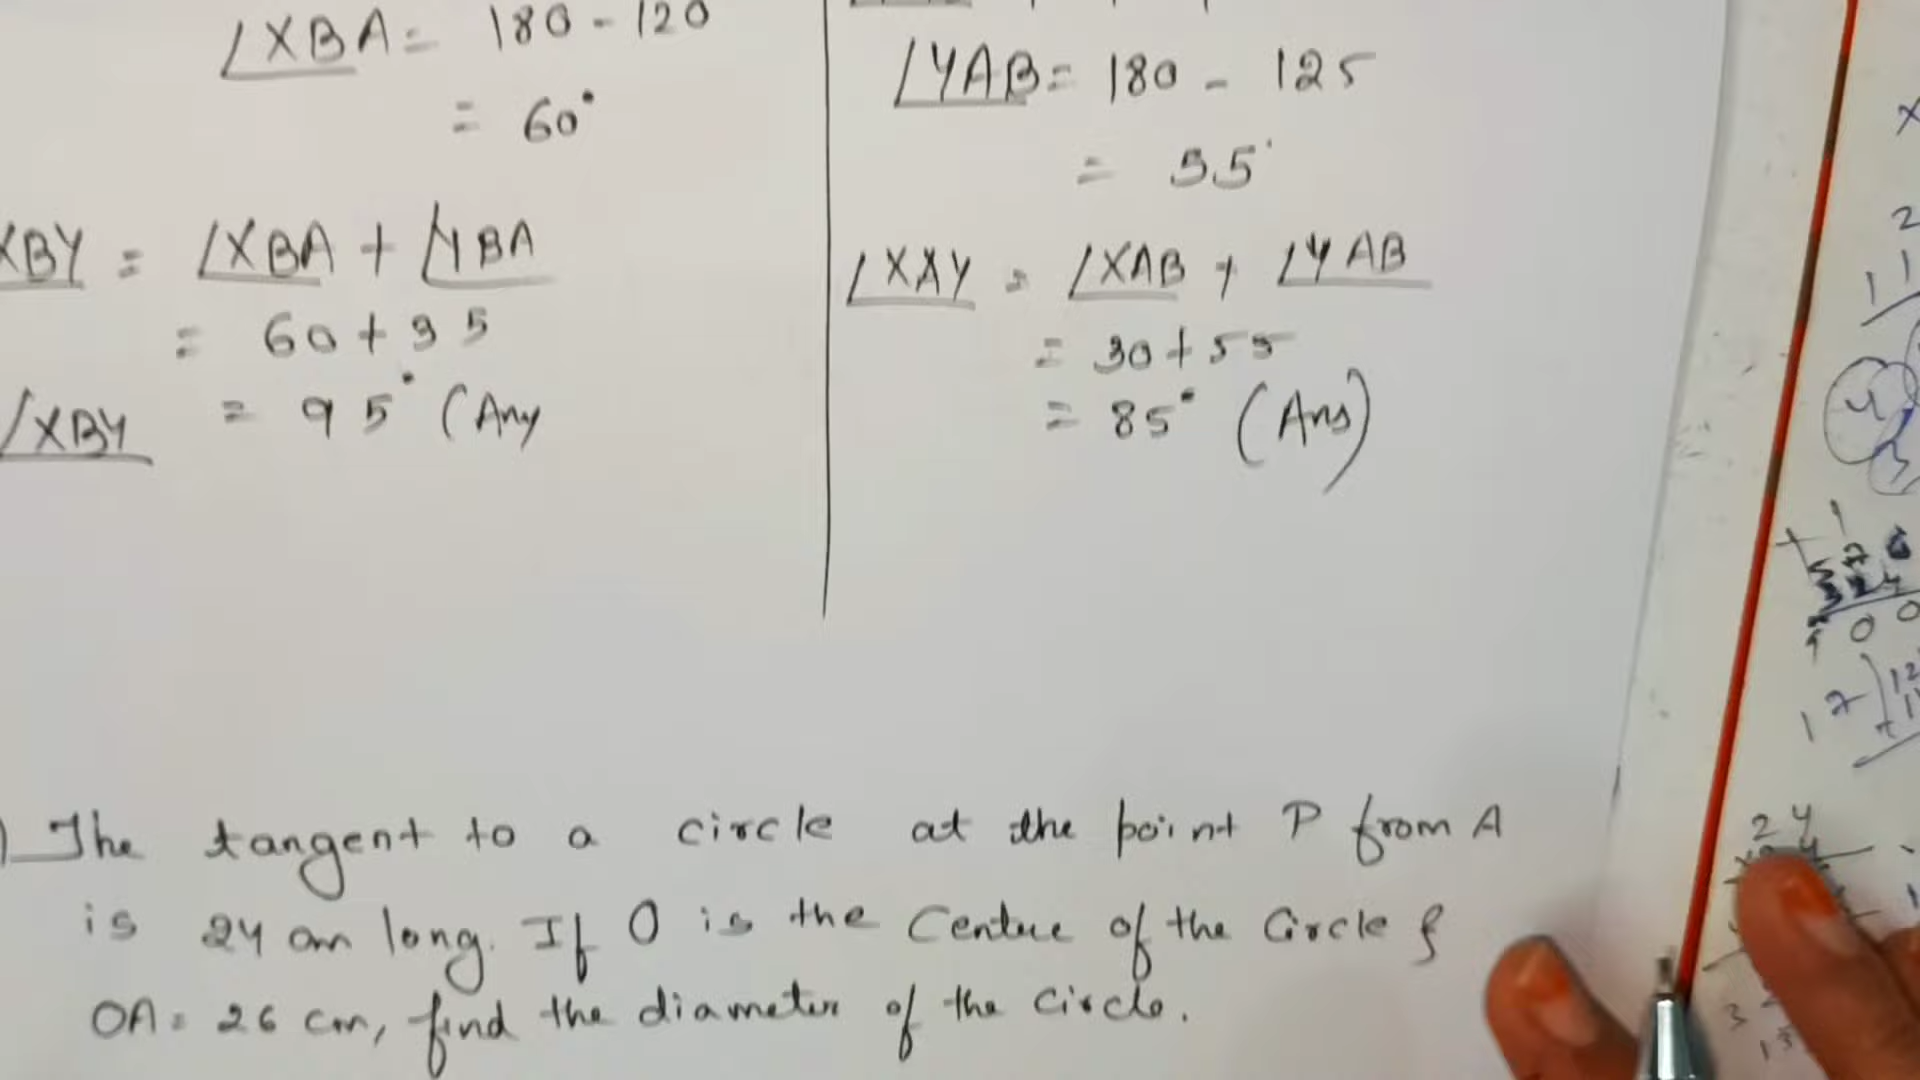 ∠XBA = 180 - 120
= 60°
XBY = ∠XBA + ∠YBA
= 60 + 35
∠XBY = 95° (Any
∠YAB = 180 - 125
= 55°
∠XAY = ∠XAB + ∠YAB
= 30 + 55
= 85° (Ans)
) The tangent to a circle at the point P from A
is 24 cm long. If O is the Centre of the Circle &
OA = 26 cm, find the diameter of the circle.
24